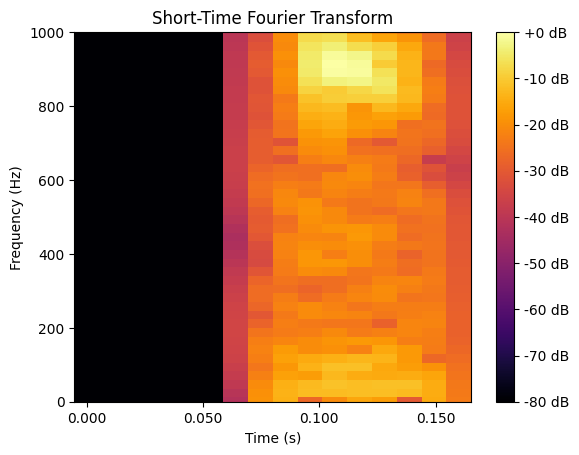 Short-Time Fourier Transform
Frequency (Hz)
1000
800
600
400
200
0
0.000
0.050
0.100
0.150
Time (s)
+0 dB
-10 dB
-20 dB
-30 dB
-40 dB
-50 dB
-60 dB
-70 dB
-80 dB